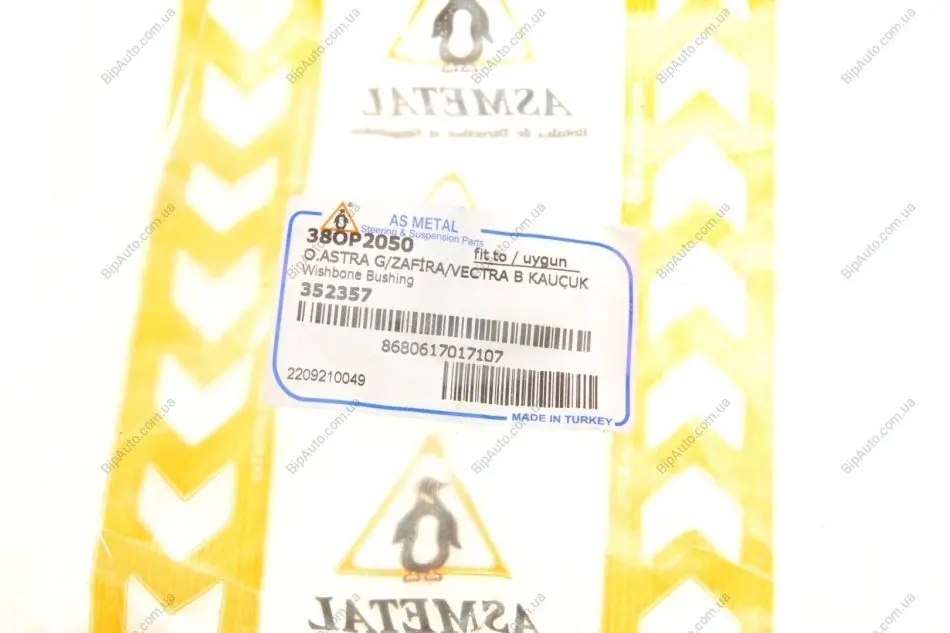 ASMETAL
AS METAL
Steering & Suspension Parts
38OP2050
fit to / uygun
O.ASTRA G/ZAFİRA/VECTRA B KAUÇUK
Wishbone Bushing
352357
8680617017107
2209210049
MADE IN TURKEY
ASMETAL
BipAuto.com.ua